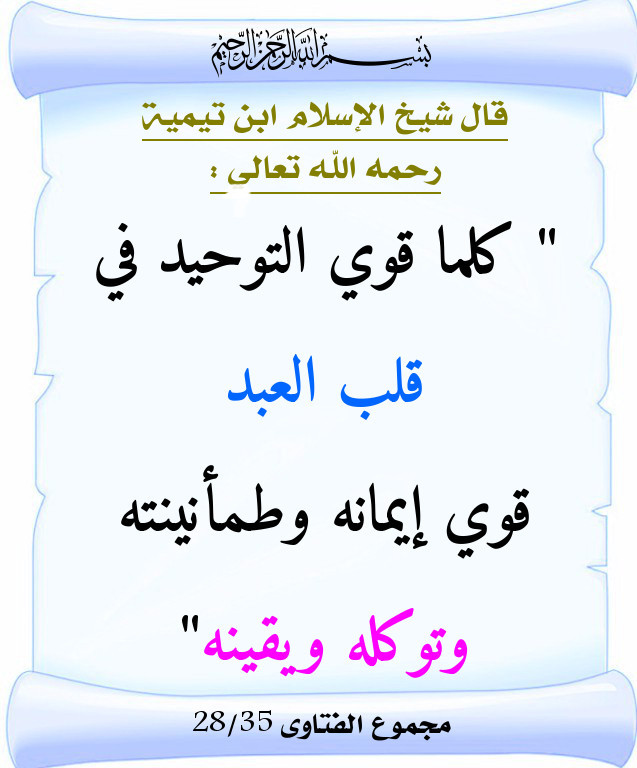 بسم الله الرحمن الرحيم
قال شيخ الإسلام ابن تيمية
رحمه الله تعالى :
" كلما قوي التوحيد في
قلب العبد
قوي إيمانه وطمأنينته
وتوكله ويقينه"
مجموع الفتاوى 28/35